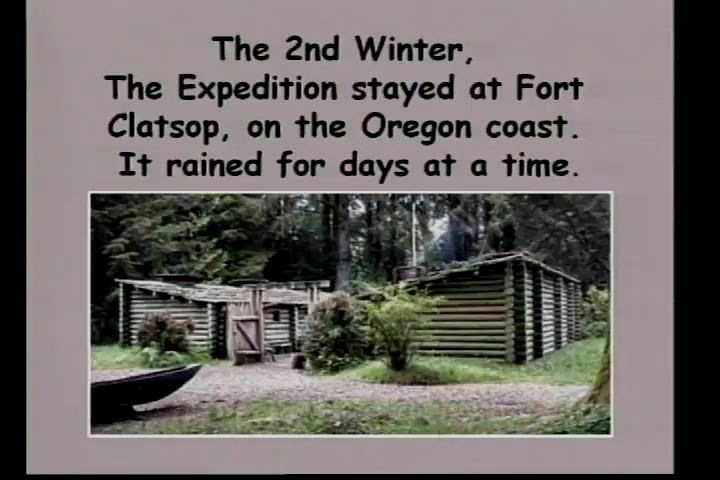 The 2nd Winter,
The Expedition stayed at Fort
Clatsop, on the Oregon coast.
It rained for days at a time.